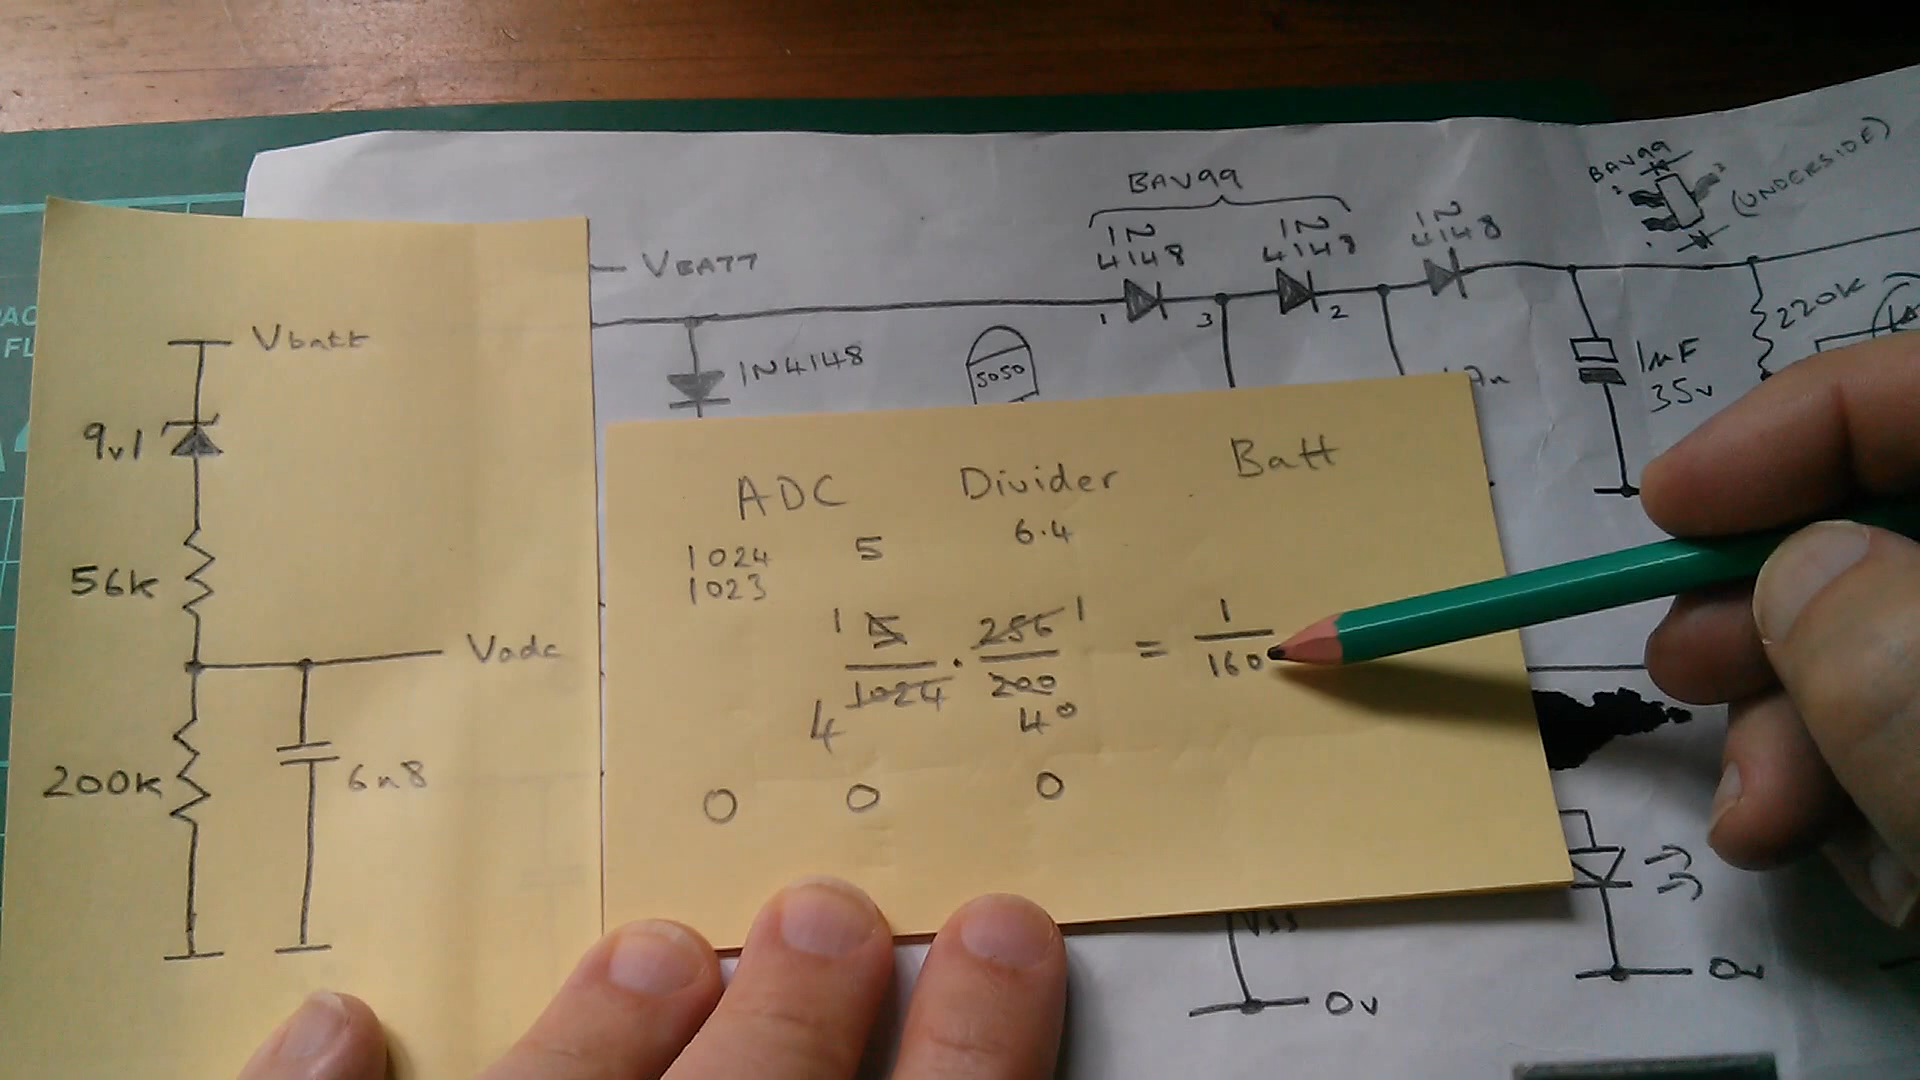 BAV99
(UNDERSIDE)
BAV99
1N
4148
1N
4148
1N
4148
VBATT
1
3
2
220k
1µF
35v
1N4148
5050
Vbatt
9v1
56k
Vadc
200k
6n8
ADC Divider Batt
1024 5 6.4
1023
1 5 256 1 1
1024 . 200 = 160
4 40
0 0 0
Vss
0v
0v